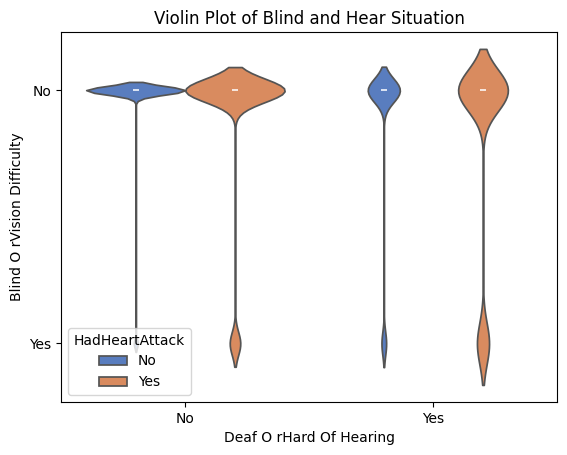 Violin Plot of Blind and Hear Situation
Blind O rVision Difficulty
No
Yes
HadHeartAttack
No
Yes
No
Yes
Deaf O rHard Of Hearing